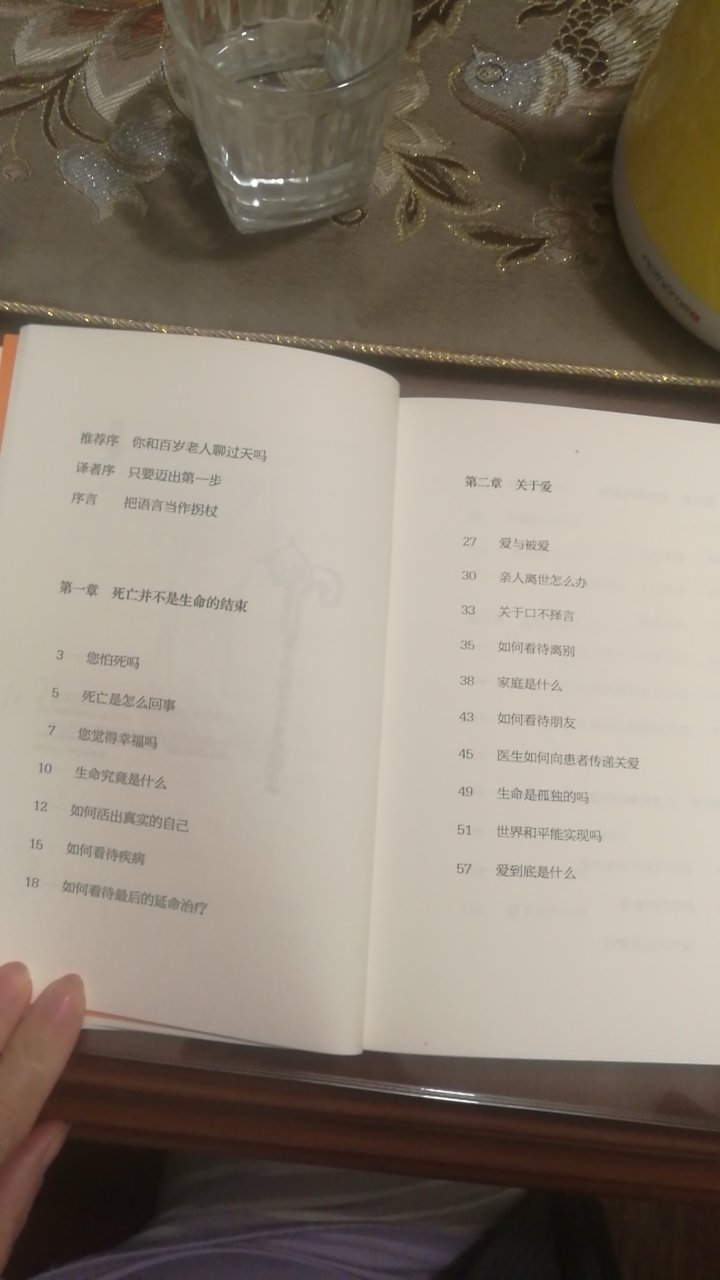 推荐序 你和百岁老人聊过天吗
译者序 只要迈出第一步
序言 把语言当作拐杖
第一章 死亡并不是生命的结束
3 您怕死吗
5 死亡是怎么回事
7 您觉得幸福吗
10 生命究竟是什么
12 如何活出真实的自己
15 如何看待疾病
18 如何看待最后的延命治疗
第二章 关于爱
27 爱与被爱
30 亲人离世怎么办
33 关于口不择言
35 如何看待离别
38 家庭是什么
43 如何看待朋友
45 医生如何向患者传递关爱
49 生命是孤独的吗
51 世界和平能实现吗
57 爱到底是什么